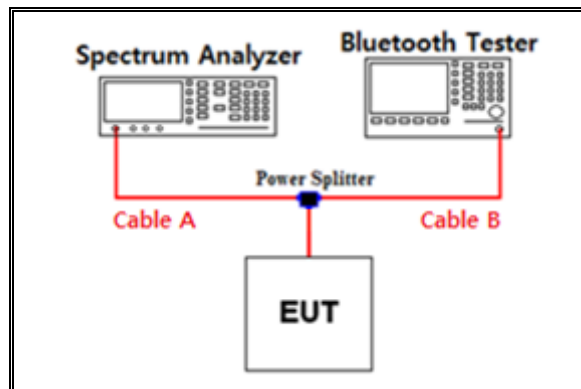 Spectrum Analyzer
Bluetooth Tester
Power Splitter
Cable A
Cable B
EUT